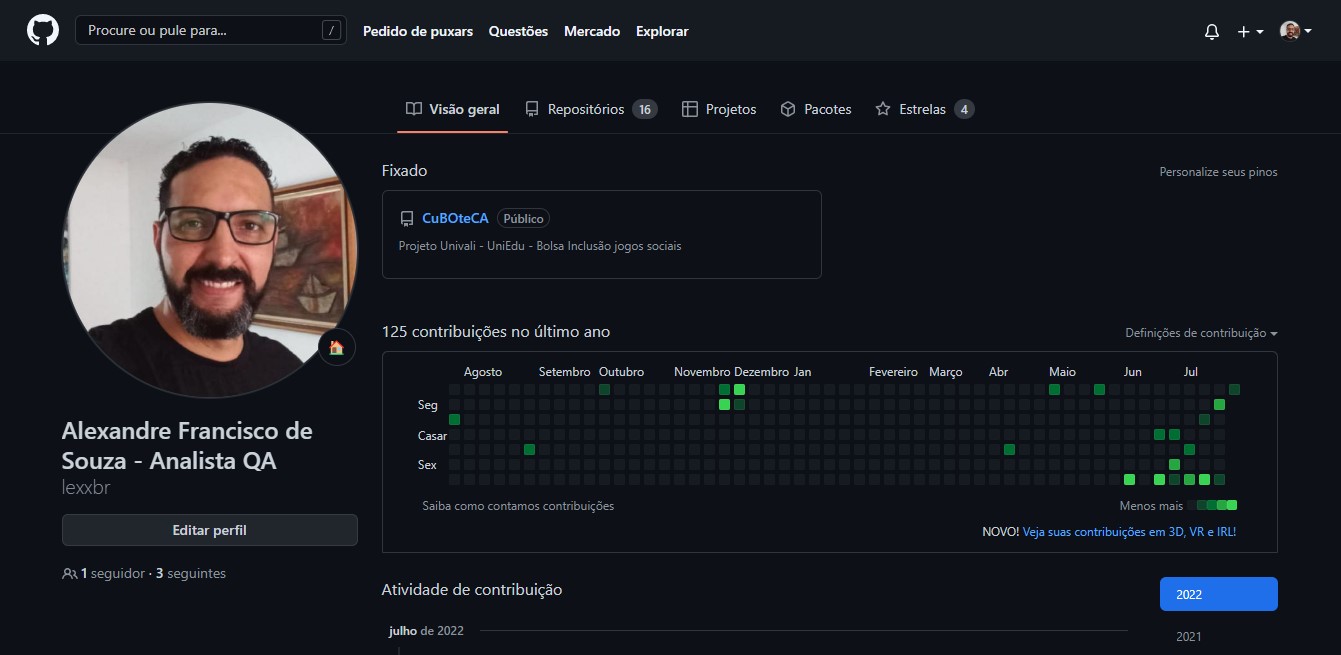 Procure ou pule para... /
Pedido de puxars
Questões
Mercado
Explorar
Visão geral
Repositórios 16
Projetos
Pacotes
Estrelas 4
Fixado
Personalize seus pinos
CuBOteCA Público
Projeto Univali - UniEdu - Bolsa Inclusão jogos sociais
125 contribuições no último ano
Definições de contribuição
Agosto Setembro Outubro Novembro Dezembro Jan Fevereiro Março Abr Maio Jun Jul
Seg
Casar
Sex
Saiba como contamos contribuições
Menos mais
NOVO! Veja suas contribuições em 3D, VR e IRL!
Alexandre Francisco de
Souza - Analista QA
lexxbr
Editar perfil
1 seguidor · 3 seguintes
Atividade de contribuição
2022
julho de 2022
2021